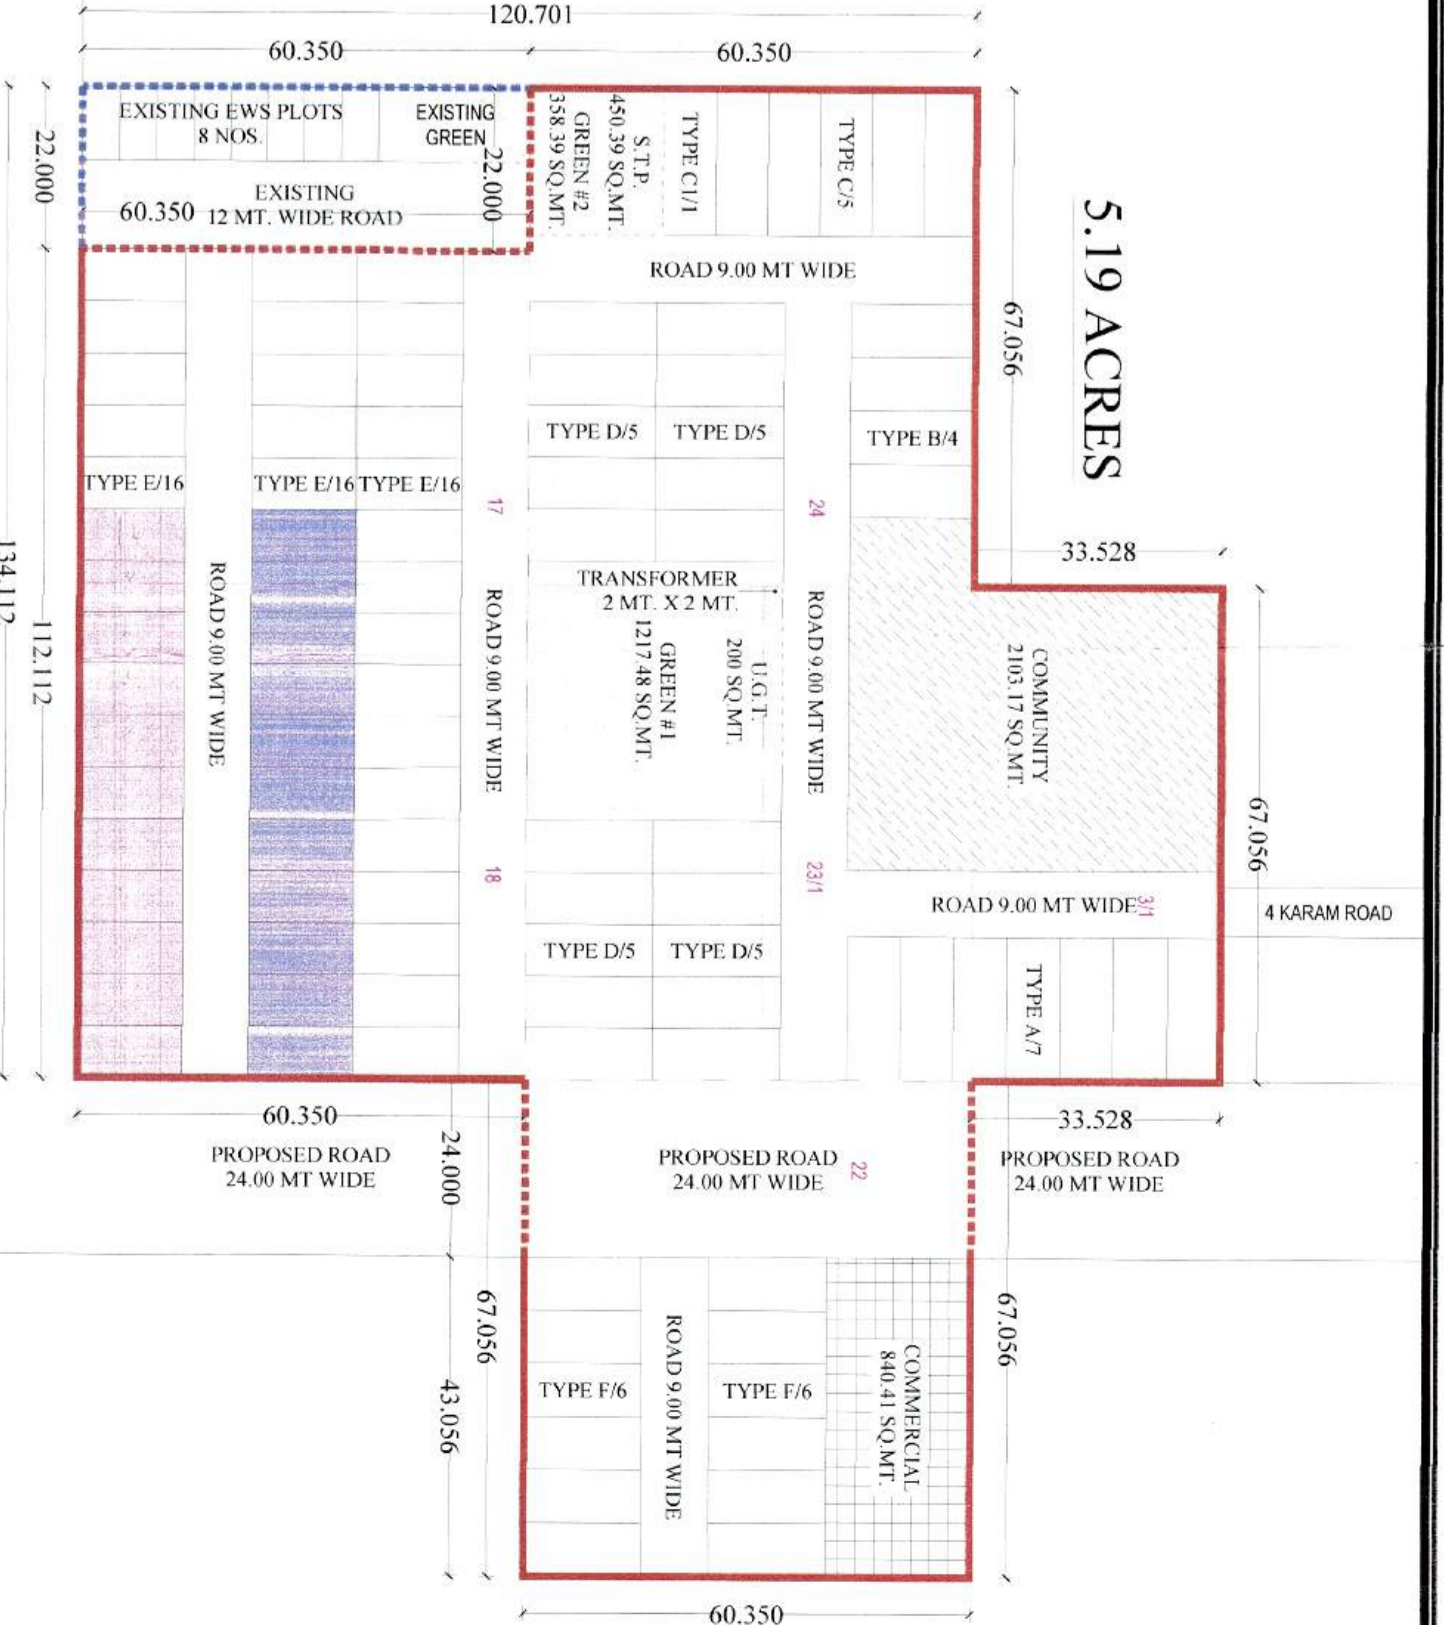 120.701
60.350
60.350
EXISTING EWS PLOTS
8 NOS.
EXISTING
GREEN
22.000
22.000
EXISTING
12 MT. WIDE ROAD
60.350
GREEN #2
358.39 SQ.MT.
S.T.P.
450.39 SQ.MT.
TYPE C1/1
TYPE C/5
5.19 ACRES
67.056
ROAD 9.00 MT WIDE
TYPE D/5
TYPE D/5
TYPE B/4
TYPE E/16
TYPE E/16
TYPE E/16
17
24
33.528
TRANSFORMER
2 MT. X 2 MT.
ROAD 9.00 MT WIDE
ROAD 9.00 MT WIDE
ROAD 9.00 MT WIDE
U.G.T.
200 SQ.MT.
GREEN #1
1217.48 SQ.MT.
COMMUNITY
2103.17 SQ.MT.
134.112
112.112
67.056
18
23/1
ROAD 9.00 MT WIDE
3/1
4 KARAM ROAD
TYPE D/5
TYPE D/5
TYPE A/7
60.350
33.528
PROPOSED ROAD
24.00 MT WIDE
24.000
PROPOSED ROAD
24.00 MT WIDE
22
PROPOSED ROAD
24.00 MT WIDE
67.056
67.056
43.056
TYPE F/6
ROAD 9.00 MT WIDE
TYPE F/6
COMMERCIAL
840.41 SQ.MT.
60.350